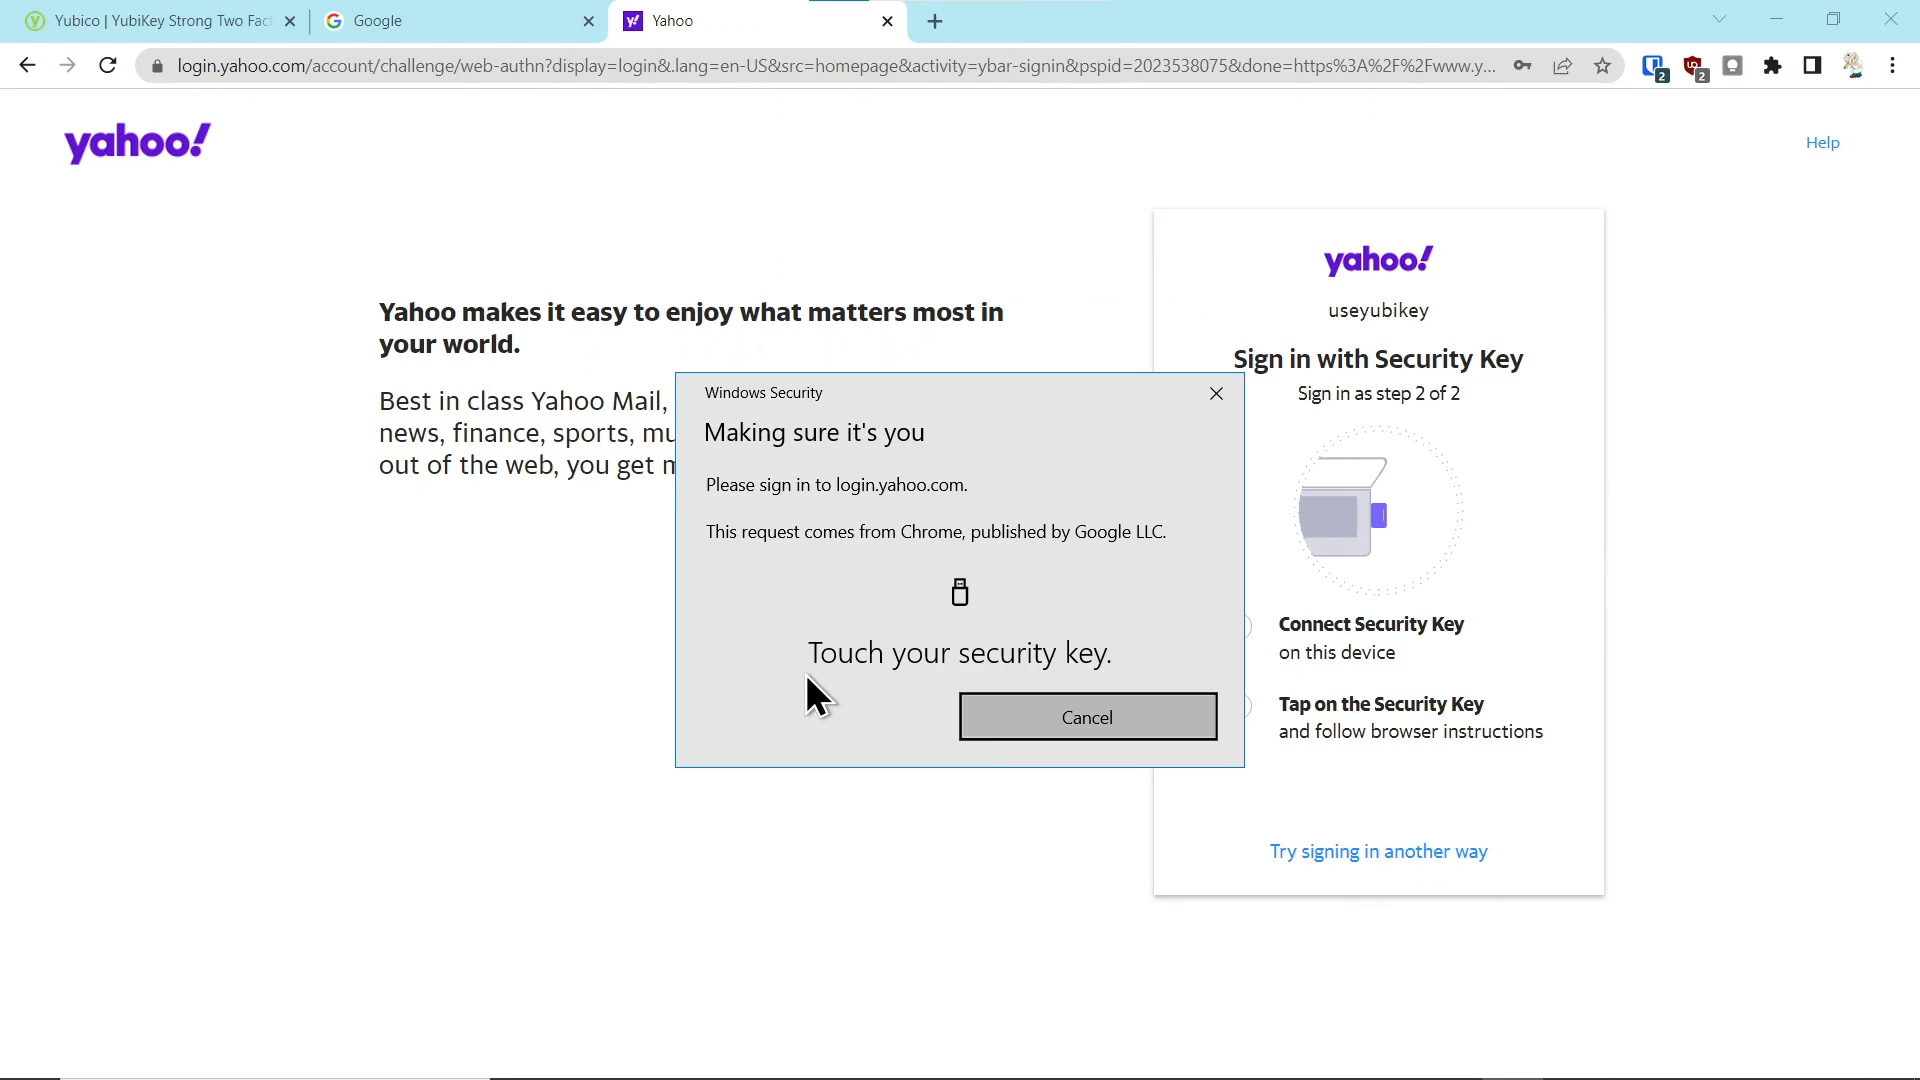 Yubico | YubiKey Strong Two Fact
Google
Yahoo
login.yahoo.com/account/challenge/web-authn?display=login&.lang=en-US&src=homepage&activity=ybar-signin&pspid=2023538075&done=https%3A%2F%2Fwww.y...
2
2
yahoo!
Help
Yahoo makes it easy to enjoy what matters most in
your world.
Best in class Yahoo Mail,
news, finance, sports, mu
out of the web, you get m
yahoo!
useyubikey
Sign in with Security Key
Sign in as step 2 of 2
Windows Security
Making sure it's you
Please sign in to login.yahoo.com.
This request comes from Chrome, published by Google LLC.
Touch your security key.
Cancel
Connect Security Key
on this device
Tap on the Security Key
and follow browser instructions
Try signing in another way